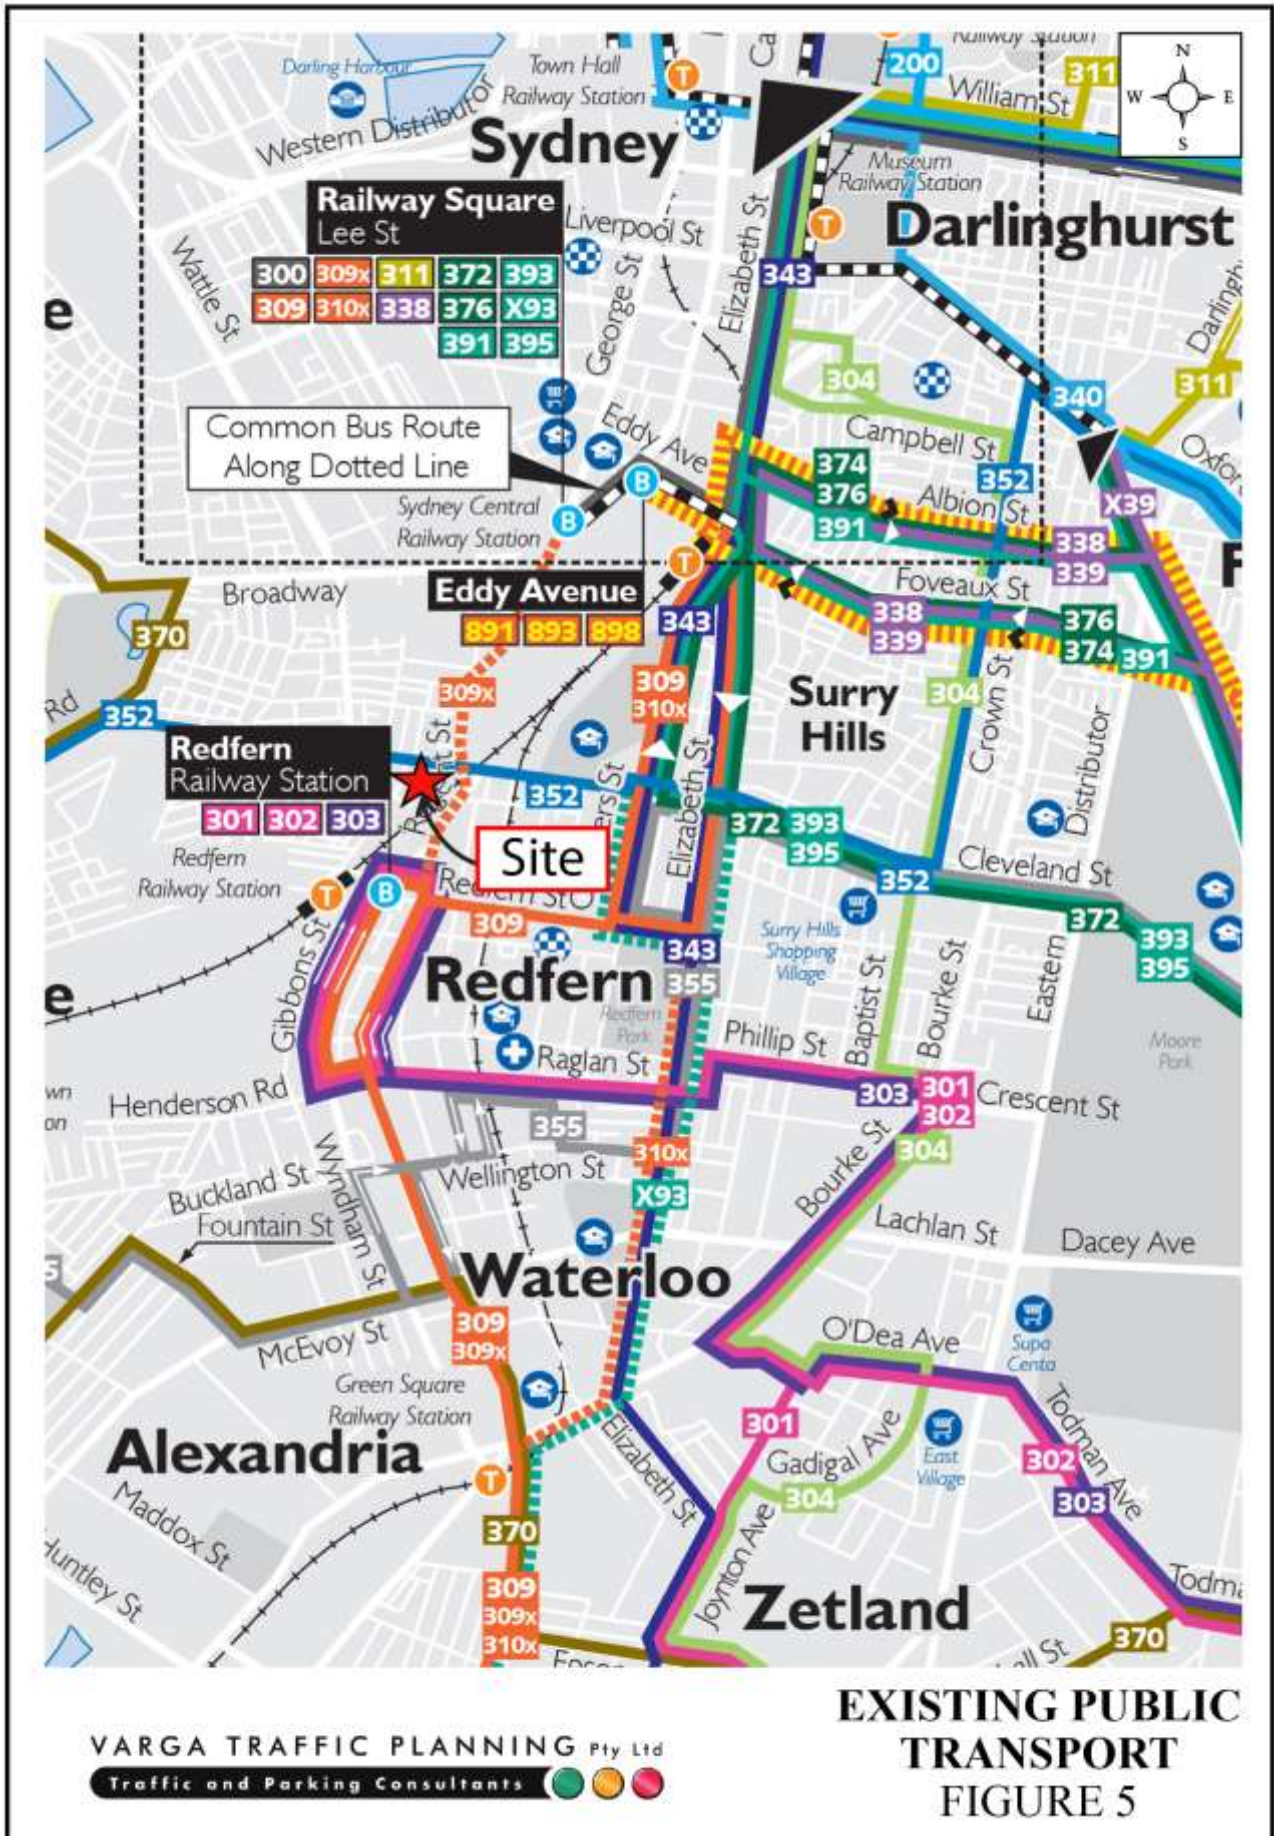 Railway Station
N
W
E
S
200
311
William St
Darling Harbour
Town Hall
Railway Station
T
Western Distributor
Sydney
Museum
Railway Station
T
Darlinghurst
Railway Square
Lee St
300 309x 311 372 393
309 310x 338 376 X93
391 395
Liverpool St
George St
Elizabeth St
343
Wattle St
e
304
340
311
Common Bus Route
Along Dotted Line
Eddy Ave
Campbell St
374
376
391
352
Albion St
X39
B
B
Sydney Central
Railway Station
338
339
T
Broadway
Eddy Avenue
891 893 898
343
Foveaux St
338
339
376
374
391
370
309x
309
310x
Surry
Hills
304
Crown St
Rd
352
Redfern
Railway Station
301 302 303
352
Elizabeth St
Distributor
372
393
395
Site
Redfern
Railway Station
T
B
Redfern St
309
352
Cleveland St
Surry Hills
Shopping
Village
372
393
395
343
355
Gibbons St
Redfern
Redfern
Park
Baptist St
Bourke St
Eastern
Moore
Park
e
Raglan St
Phillip St
303
301
302
Crescent St
wn
on
Henderson Rd
355
310x
Bourke St
304
Buckland St
Wyndham St
Wellington St
X93
Fountain St
Lachlan St
Dacey Ave
5
Waterloo
McEvoy St
309
309x
O'Dea Ave
Supa
Centa
Green Square
Railway Station
Alexandria
T
Elizabeth St
301
Gadigal Ave
304
East
Village
302
303
Todman Ave
Maddox St
370
Huntley St
309
309x
310x
Joynton Ave
Zetland
370
VARGA TRAFFIC PLANNING Pty Ltd
Traffic and Parking Consultants
EXISTING PUBLIC
TRANSPORT
FIGURE 5